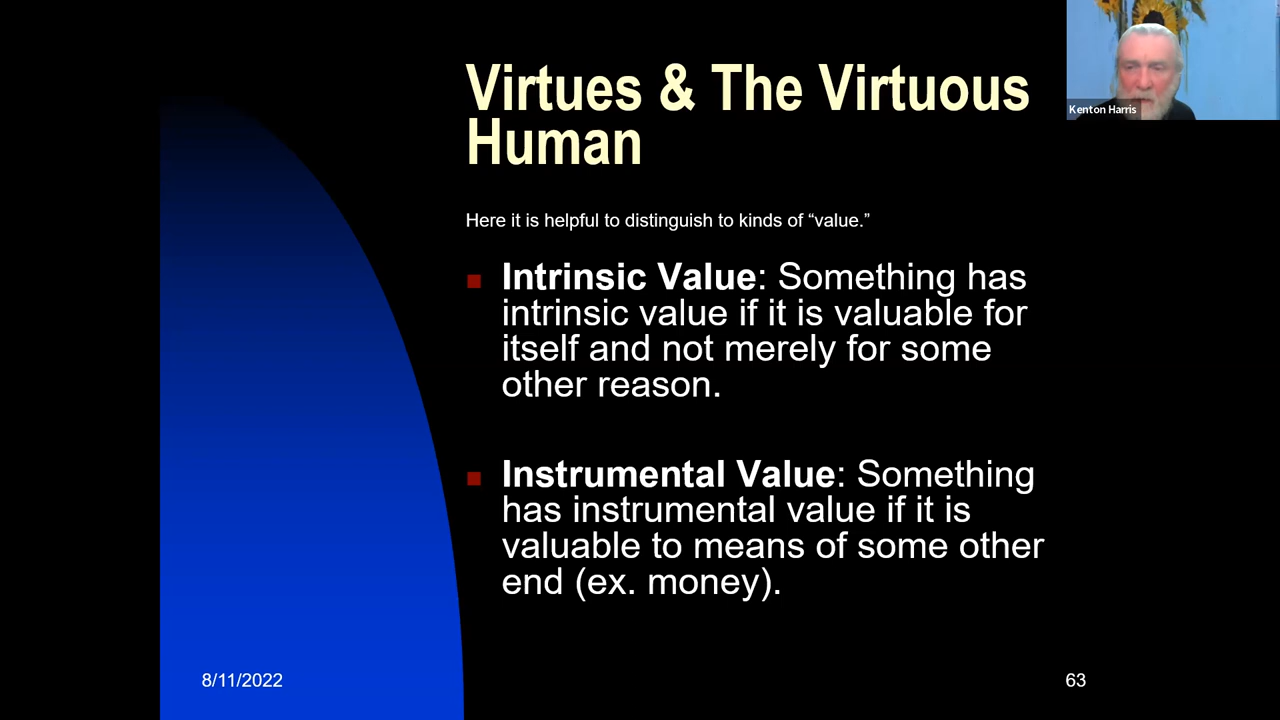 Virtues & The Virtuous
Human
Kenton Harris
Here it is helpful to distinguish to kinds of “value.”
Intrinsic Value: Something has
intrinsic value if it is valuable for
itself and not merely for some
other reason.
Instrumental Value: Something
has instrumental value if it is
valuable to means of some other
end (ex. money).
8/11/2022
63